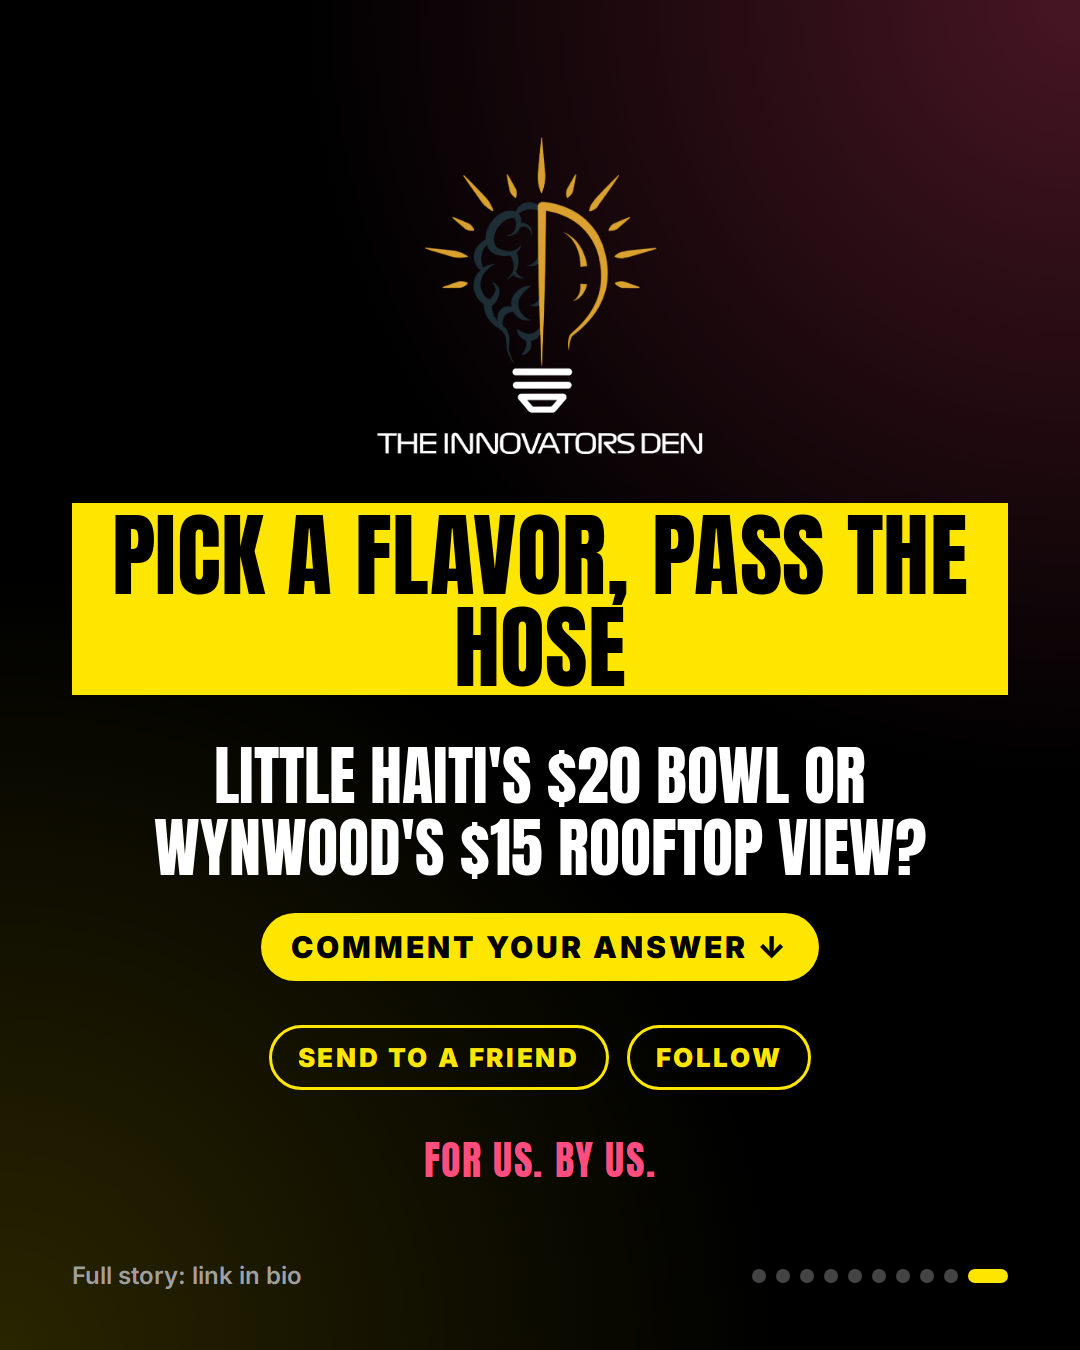 THE INNOVATORS DEN
PICK A FLAVOR, PASS THE
HOSE
LITTLE HAITI'S $20 BOWL OR
WYNWOOD'S $15 ROOFTOP VIEW?
COMMENT YOUR ANSWER ↓
SEND TO A FRIEND
FOLLOW
FOR US. BY US.
Full story: link in bio